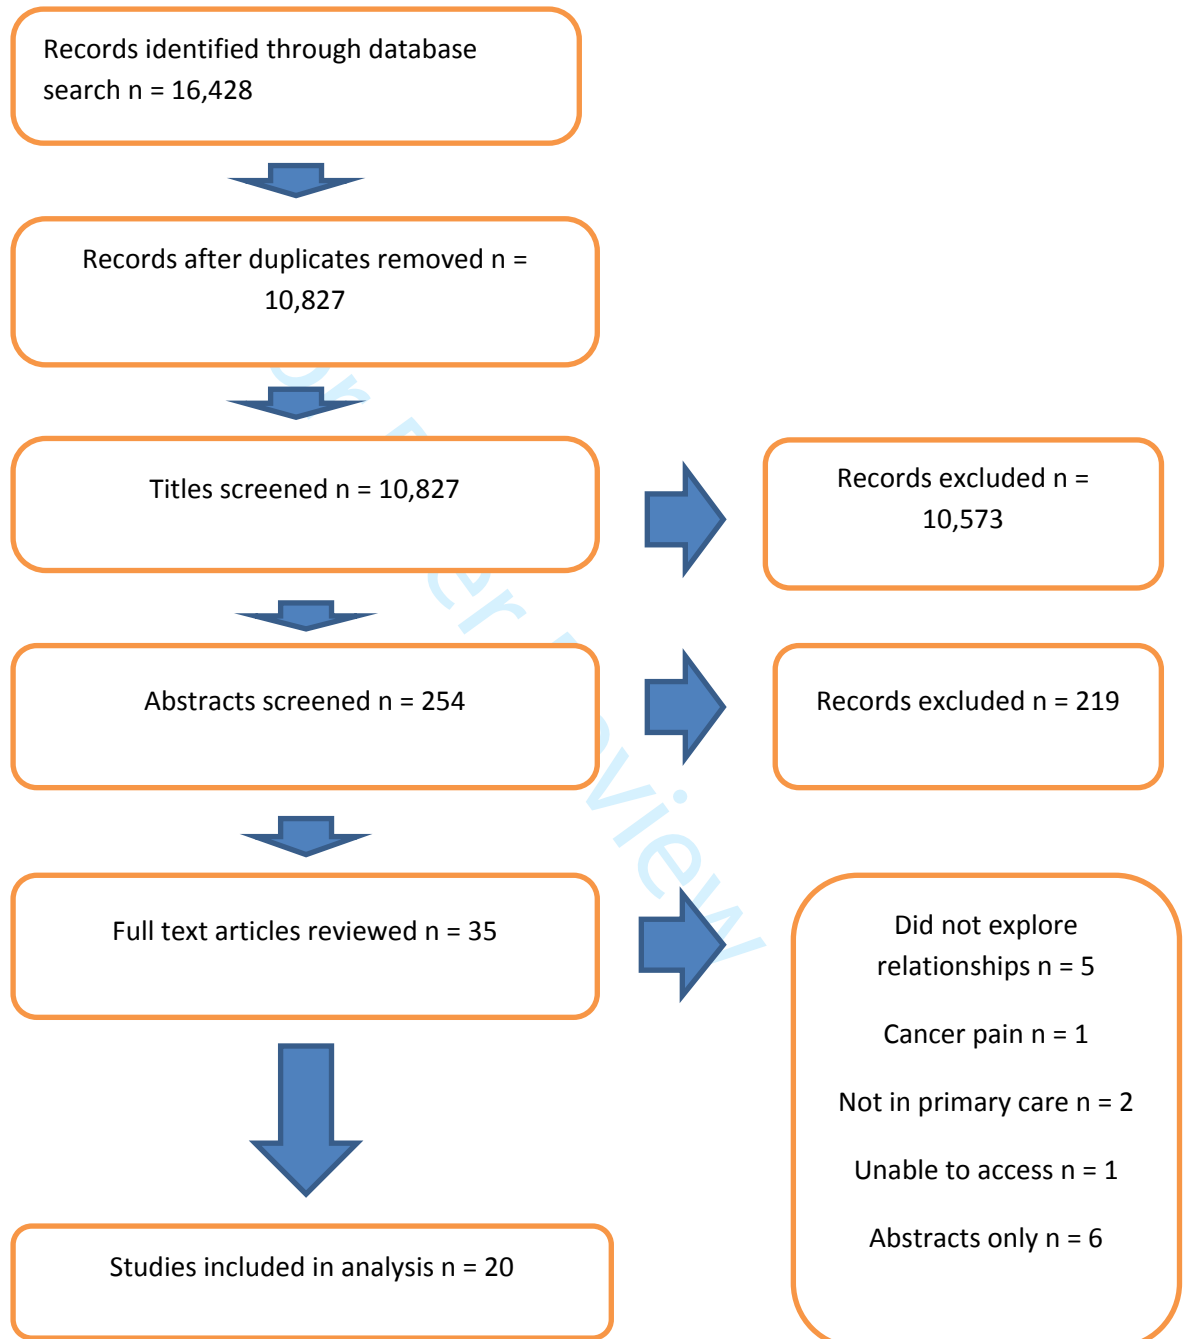 Records identified through database
search n = 16,428
Records after duplicates removed n =
10,827
Titles screened n = 10,827
Records excluded n =
10,573
Abstracts screened n = 254
Records excluded n = 219
Full text articles reviewed n = 35
Did not explore
relationships n = 5
Cancer pain n = 1
Not in primary care n = 2
Unable to access n = 1
Abstracts only n = 6
Studies included in analysis n = 20
Review